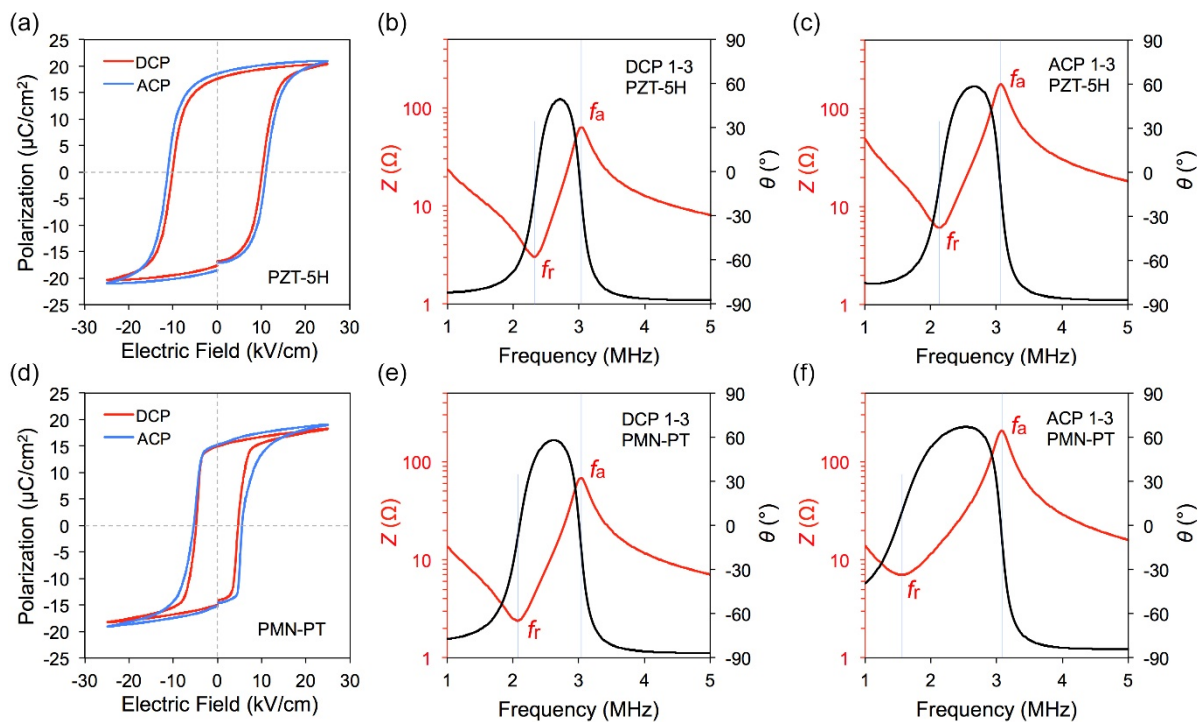 (a)
25
20
15
10
5
0
-5
-10
-15
-20
-25
Polarization (μC/cm²)
DCP
ACP
PZT-5H
-30 -20 -10 0 10 20 30
Electric Field (kV/cm)
(b)
100
10
1
Z (Ω)
DCP 1-3
PZT-5H
fa
fr
90
60
30
0
-30
-60
-90
θ (°)
1 2 3 4 5
Frequency (MHz)
(c)
100
10
1
Z (Ω)
ACP 1-3
PZT-5H
fa
fr
90
60
30
0
-30
-60
-90
θ (°)
1 2 3 4 5
Frequency (MHz)
(d)
25
20
15
10
5
0
-5
-10
-15
-20
-25
Polarization (μC/cm²)
DCP
ACP
PMN-PT
-30 -20 -10 0 10 20 30
Electric Field (kV/cm)
(e)
100
10
1
Z (Ω)
DCP 1-3
PMN-PT
fa
fr
90
60
30
0
-30
-60
-90
θ (°)
1 2 3 4 5
Frequency (MHz)
(f)
100
10
1
Z (Ω)
ACP 1-3
PMN-PT
fa
fr
90
60
30
0
-30
-60
-90
θ (°)
1 2 3 4 5
Frequency (MHz)